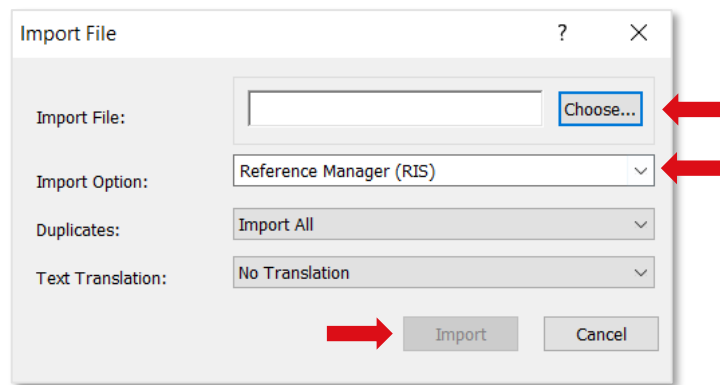 Import File ?
Import File: Choose...
Import Option: Reference Manager (RIS)
Duplicates: Import All
Text Translation: No Translation
Import Cancel